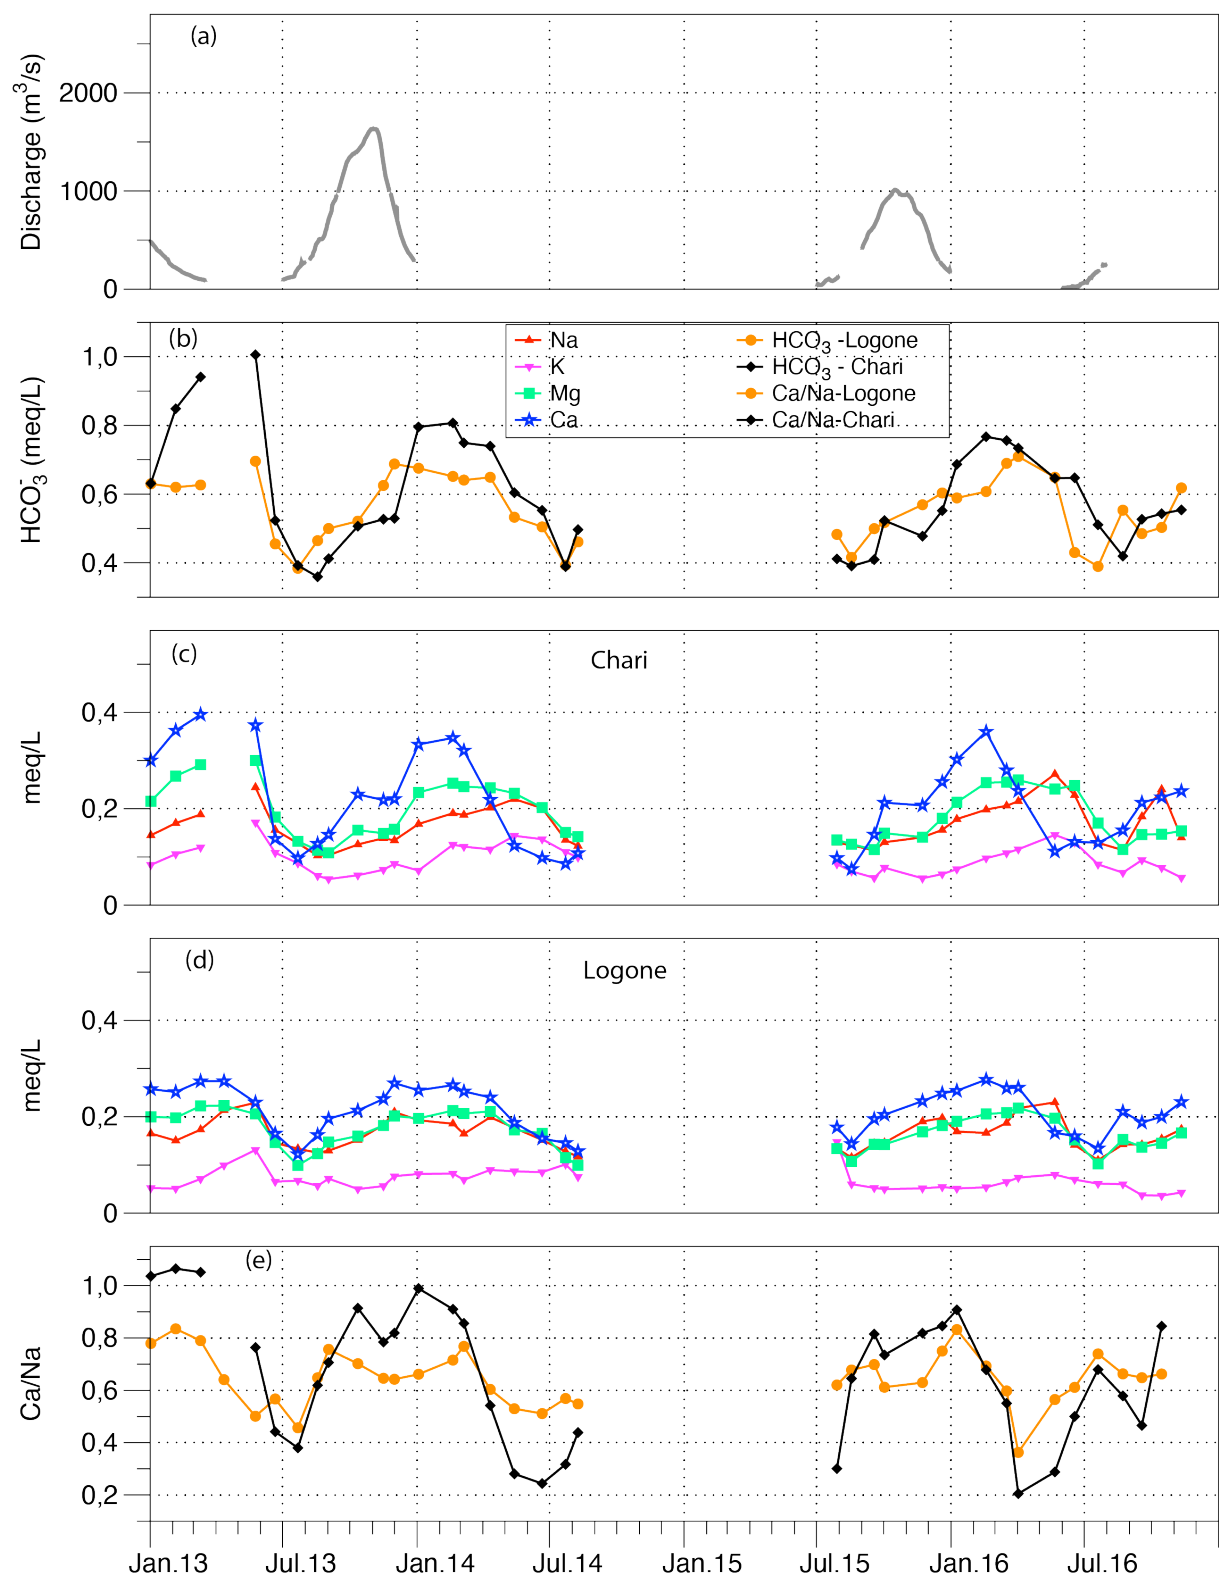 (a)
Discharge (m³/s)
2000
1000
0
(b)
HCO₃⁻ (meq/L)
1,0
0,8
0,6
0,4
Na
K
Mg
Ca
HCO₃ -Logone
HCO₃ - Chari
Ca/Na-Logone
Ca/Na-Chari
(c)
Chari
meq/L
0,4
0,2
0
(d)
Logone
meq/L
0,4
0,2
0
(e)
Ca/Na
1,0
0,8
0,6
0,4
0,2
Jan.13 Jul.13 Jan.14 Jul.14 Jan.15 Jul.15 Jan.16 Jul.16